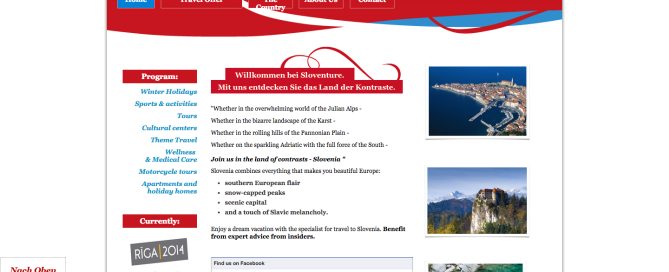 Home
Travel Offer
The Country
About Us
Contact
Program:
Winter Holidays
Sports & activities
Tours
Cultural centers
Theme Travel
Wellness
& Medical Care
Motorcycle tours
Apartments and
holiday homes
Currently:
RĪGA 2014
Nach Oben
Willkommen bei Sloventure.
Mit uns entdecken Sie das Land der Kontraste.
"Whether in the overwhelming world of the Julian Alps -
Whether in the bizarre landscape of the Karst -
Whether in the rolling hills of the Pannonian Plain -
Whether on the sparkling Adriatic with the full force of the South -
Join us in the land of contrasts - Slovenia "
Slovenia combines everything that makes you beautiful Europe:
• southern European flair
• snow-capped peaks
• scenic capital
• and a touch of Slavic melancholy.
Enjoy a dream vacation with the specialist for travel to Slovenia. Benefit
from expert advice from insiders.
Find us on Facebook